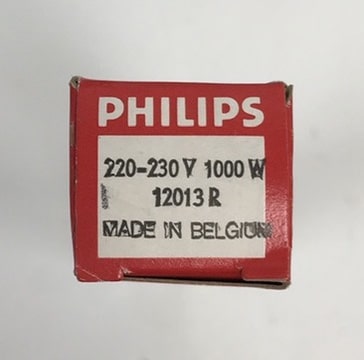 PHILIPS
220-230 V 1000 W
12013 R
MADE IN BELGIUM